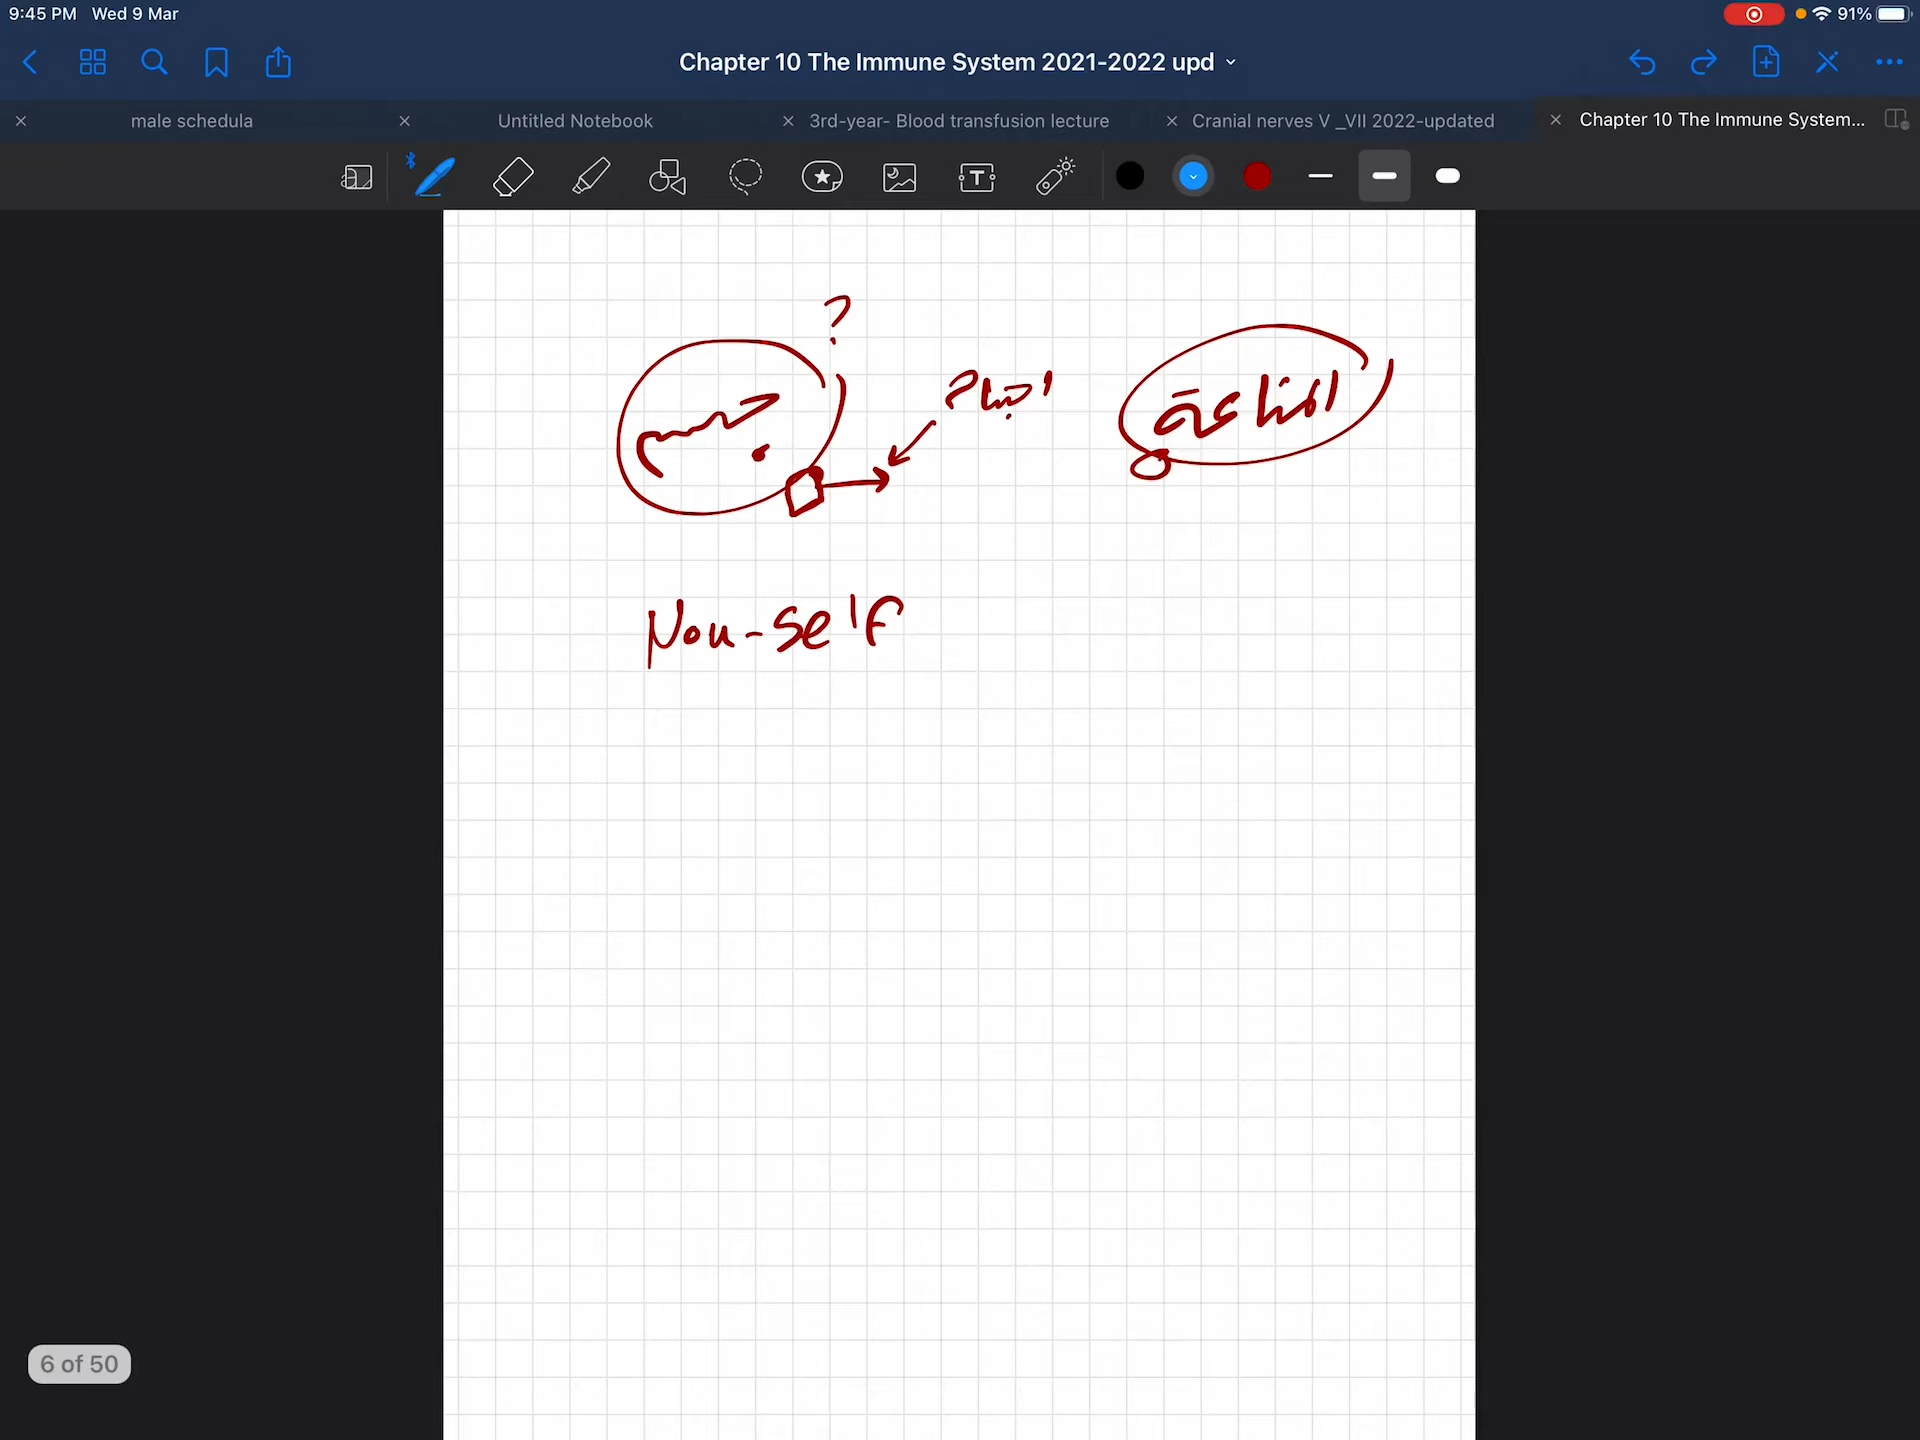 9:45 PM Wed 9 Mar
91%
Chapter 10 The Immune System 2021-2022 upd
male schedula
Untitled Notebook
3rd-year- Blood transfusion lecture
Cranial nerves V _VII 2022-updated
Chapter 10 The Immune System...
T
?
Non-self
6 of 50